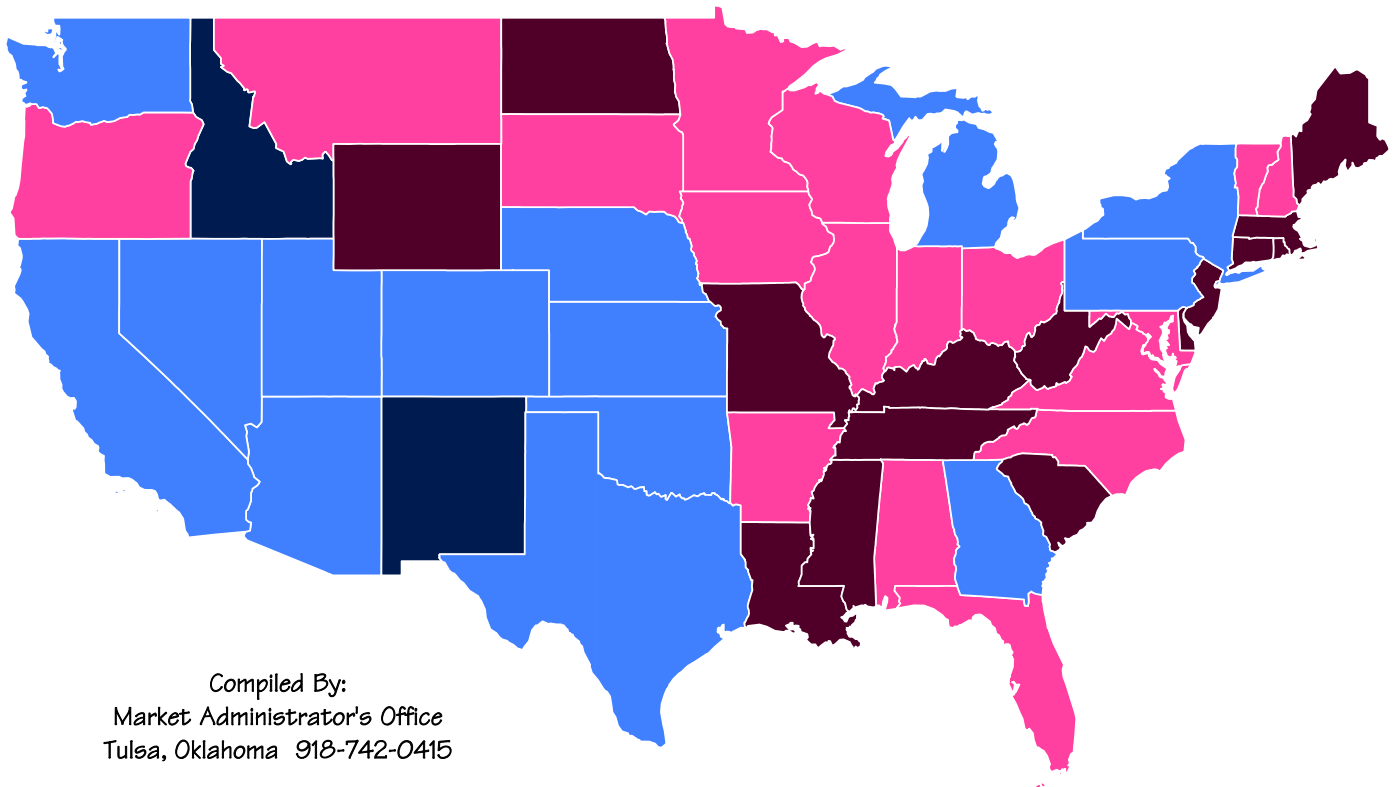 Compiled By:
Market Administrator's Office
Tulsa, Oklahoma 918-742-0415